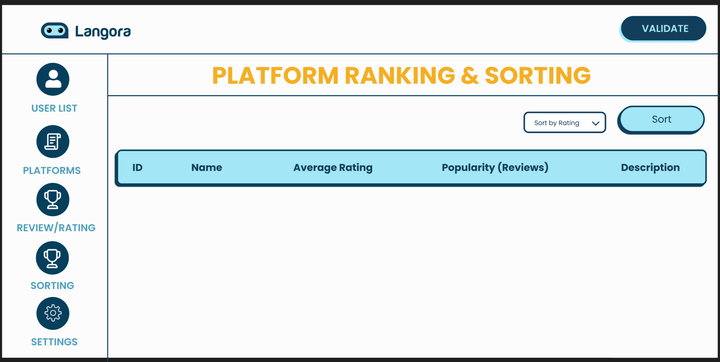 Langora
VALIDATE
PLATFORM RANKING & SORTING
USER LIST
PLATFORMS
REVIEW/RATING
SORTING
SETTINGS
Sort by Rating
Sort
ID Name Average Rating Popularity (Reviews) Description